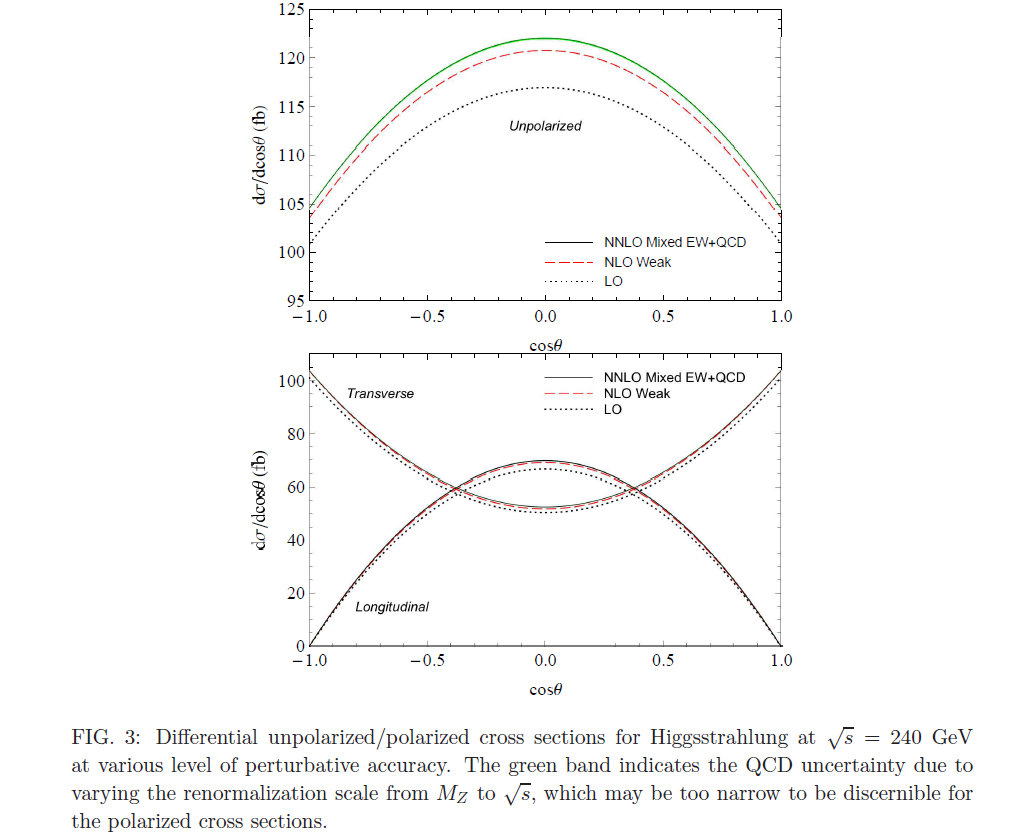 125
120
115
110
105
100
95
dσ/dcosθ (fb)
Unpolarized
NNLO Mixed EW+QCD
NLO Weak
LO
−1.0 −0.5 0.0 0.5 1.0
cosθ
100
80
60
40
20
0
dσ/dcosθ (fb)
Transverse
NNLO Mixed EW+QCD
NLO Weak
LO
Longitudinal
−1.0 −0.5 0.0 0.5 1.0
cosθ
FIG. 3: Differential unpolarized/polarized cross sections for Higgsstrahlung at √s = 240 GeV
at various level of perturbative accuracy. The green band indicates the QCD uncertainty due to
varying the renormalization scale from M_Z to √s, which may be too narrow to be discernible for
the polarized cross sections.